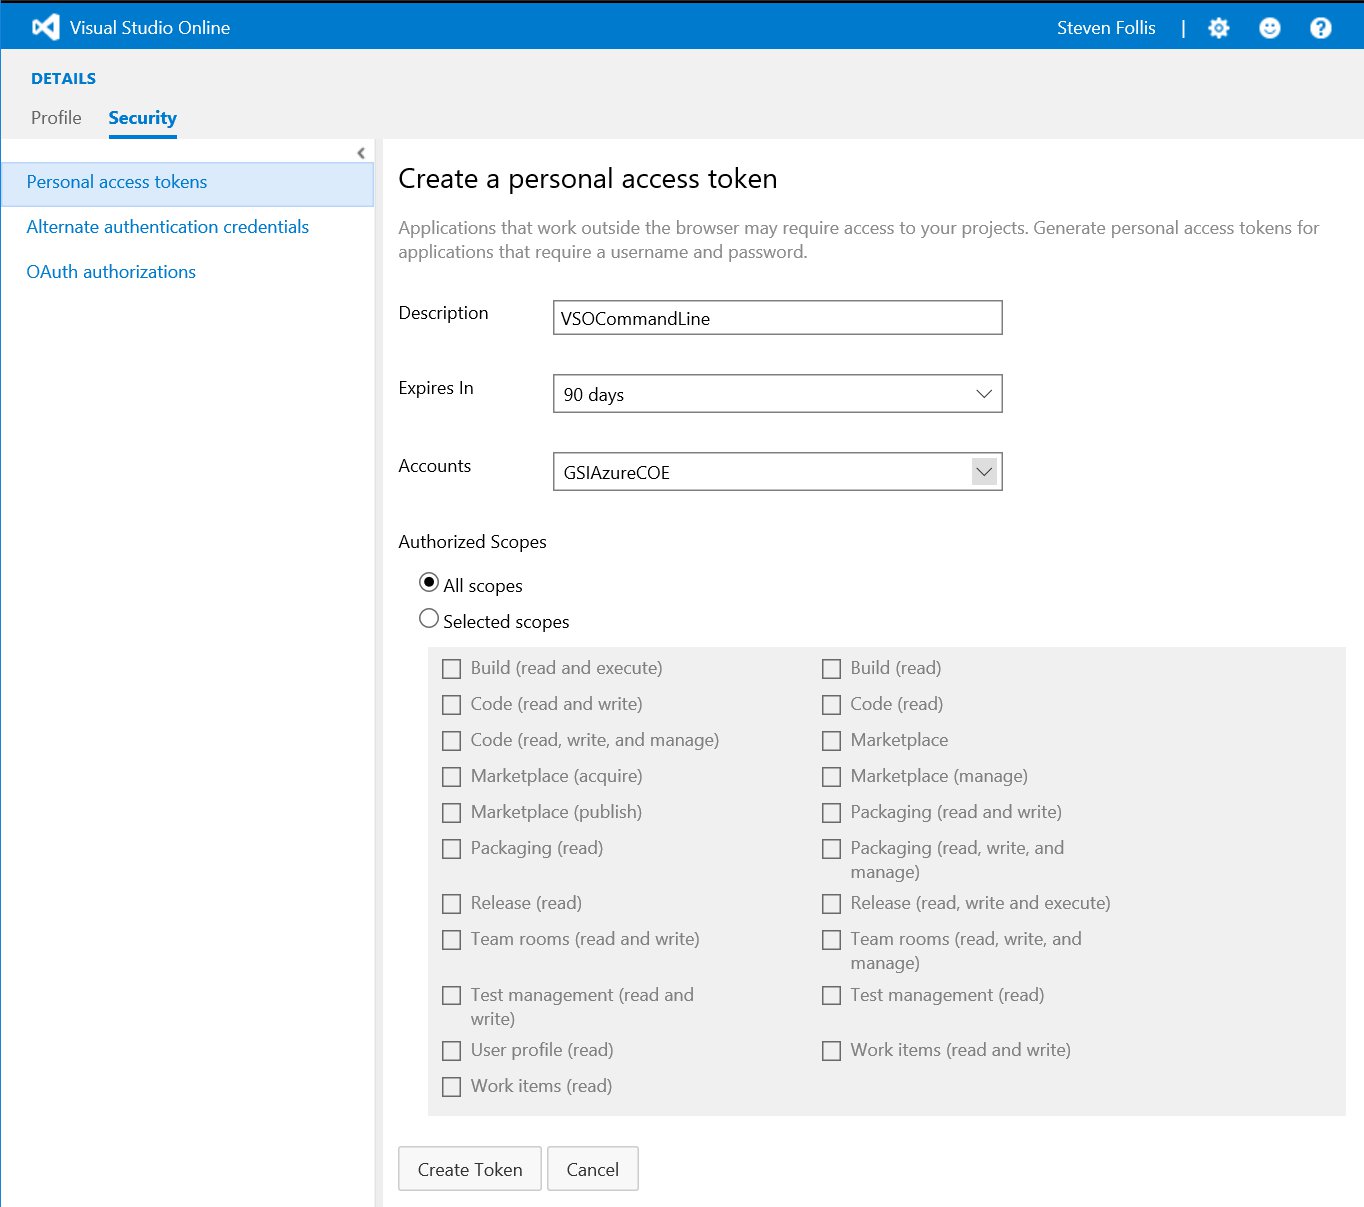 Visual Studio Online
Steven Follis
DETAILS
Profile
Security
Personal access tokens
Alternate authentication credentials
OAuth authorizations
Create a personal access token
Applications that work outside the browser may require access to your projects. Generate personal access tokens for
applications that require a username and password.
Description
VSOCommandLine
Expires In
90 days
Accounts
GSIAzureCOE
Authorized Scopes
All scopes
Selected scopes
Build (read and execute)
Build (read)
Code (read and write)
Code (read)
Code (read, write, and manage)
Marketplace
Marketplace (acquire)
Marketplace (manage)
Marketplace (publish)
Packaging (read and write)
Packaging (read)
Packaging (read, write, and
manage)
Release (read)
Release (read, write and execute)
Team rooms (read and write)
Team rooms (read, write, and
manage)
Test management (read and
write)
Test management (read)
User profile (read)
Work items (read and write)
Work items (read)
Create Token
Cancel